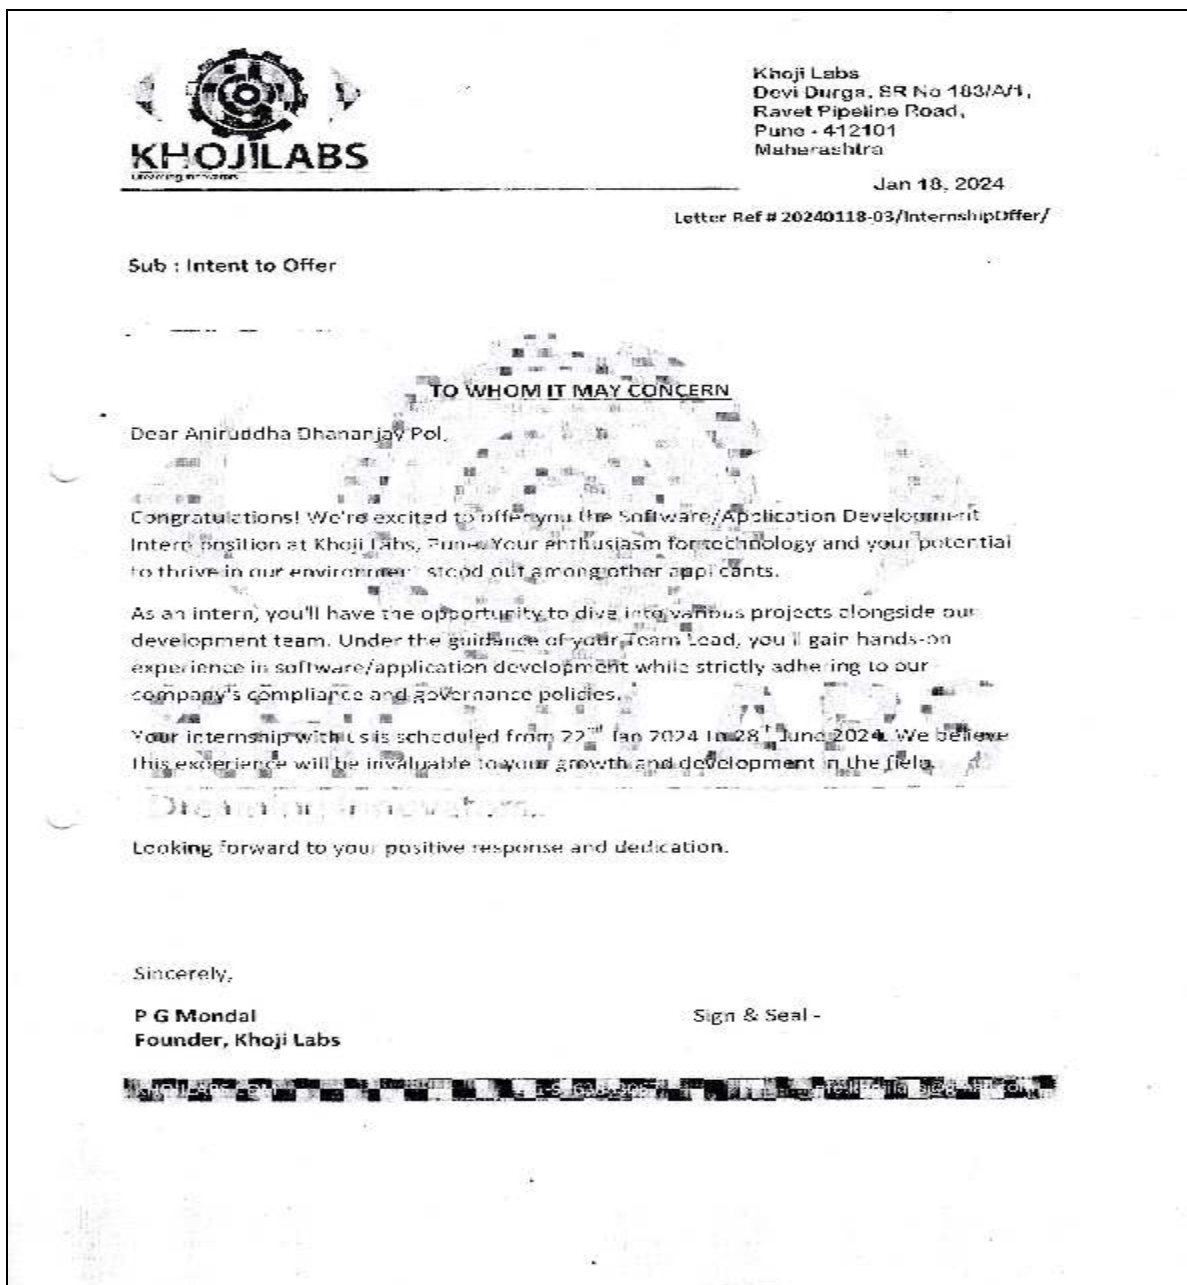 KHOJILABS
Khoji Labs
Devi Durga, SR No 183/A/1,
Ravet Pipeline Road,
Pune - 412101
Maharashtra
Jan 18, 2024
Letter Ref # 20240118-03/InternshipOffer/
Sub : Intent to Offer
TO WHOM IT MAY CONCERN
Dear Aniruddha Dhananjay Pol,
Congratulations! We're excited to offer you the Software/Application Development
Intern position at Khoji Labs, Pune. Your enthusiasm for technology and your potential
to thrive in our environment stood out among other applicants.
As an intern, you'll have the opportunity to dive into various projects alongside our
development team. Under the guidance of your Team Lead, you'll gain hands-on
experience in software/application development while strictly adhering to our
company's compliance and governance policies.
Your internship with us is scheduled from 22nd Jan 2024 to 28th June 2024. We believe
this experience will be invaluable to your growth and development in the field.
Looking forward to your positive response and dedication.
Sincerely,
P G Mondal
Sign & Seal -
Founder, Khoji Labs
KHOJILABS.COM